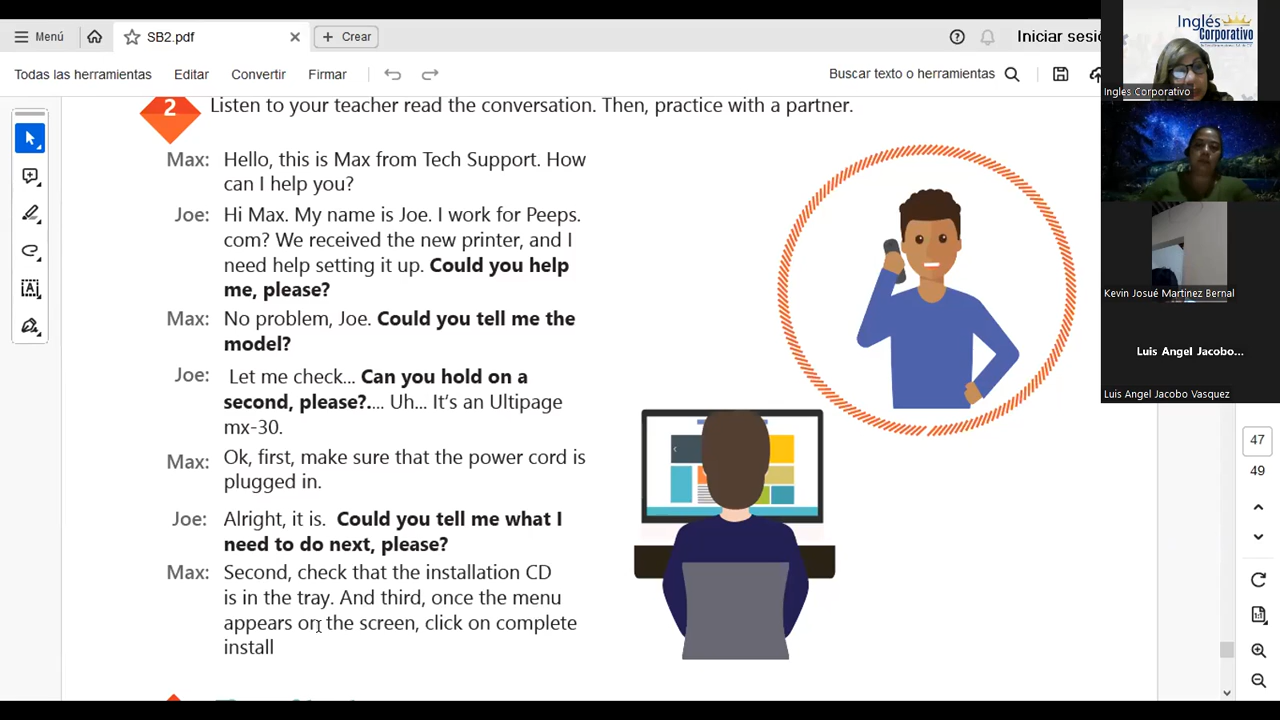 Menú
SB2.pdf
Crear
Iniciar sesió
Todas las herramientas
Editar
Convertir
Firmar
Buscar texto o herramientas
2
Listen to your teacher read the conversation. Then, practice with a partner.
Max: Hello, this is Max from Tech Support. How
can I help you?
Joe: Hi Max. My name is Joe. I work for Peeps.
com? We received the new printer, and I
need help setting it up. Could you help
me, please?
Max: No problem, Joe. Could you tell me the
model?
Joe: Let me check... Can you hold on a
second, please?.... Uh... It's an Ultipage
mx-30.
Max: Ok, first, make sure that the power cord is
plugged in.
Joe: Alright, it is. Could you tell me what I
need to do next, please?
Max: Second, check that the installation CD
is in the tray. And third, once the menu
appears on the screen, click on complete
install
Inglés
Corporativo
Ingles Corporativo
Kevin Josué Martinez Bernal
Luis Angel Jacobo...
Luis Angel Jacobo Vasquez
47
49
1:1